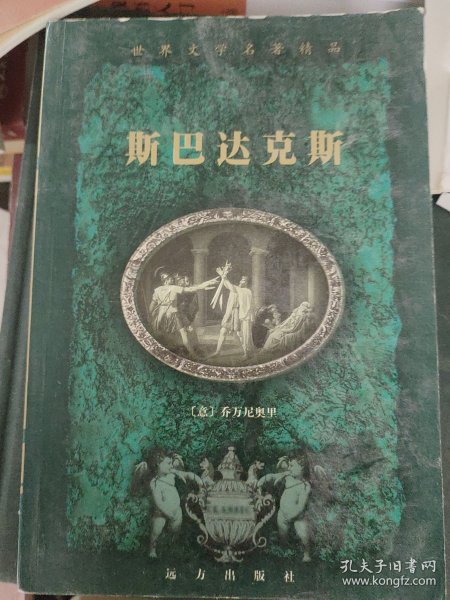 世界文学名著精品
斯巴达克斯
〔意〕乔万尼奥里
远方出版社
孔夫子旧书网
www.kongfz.com